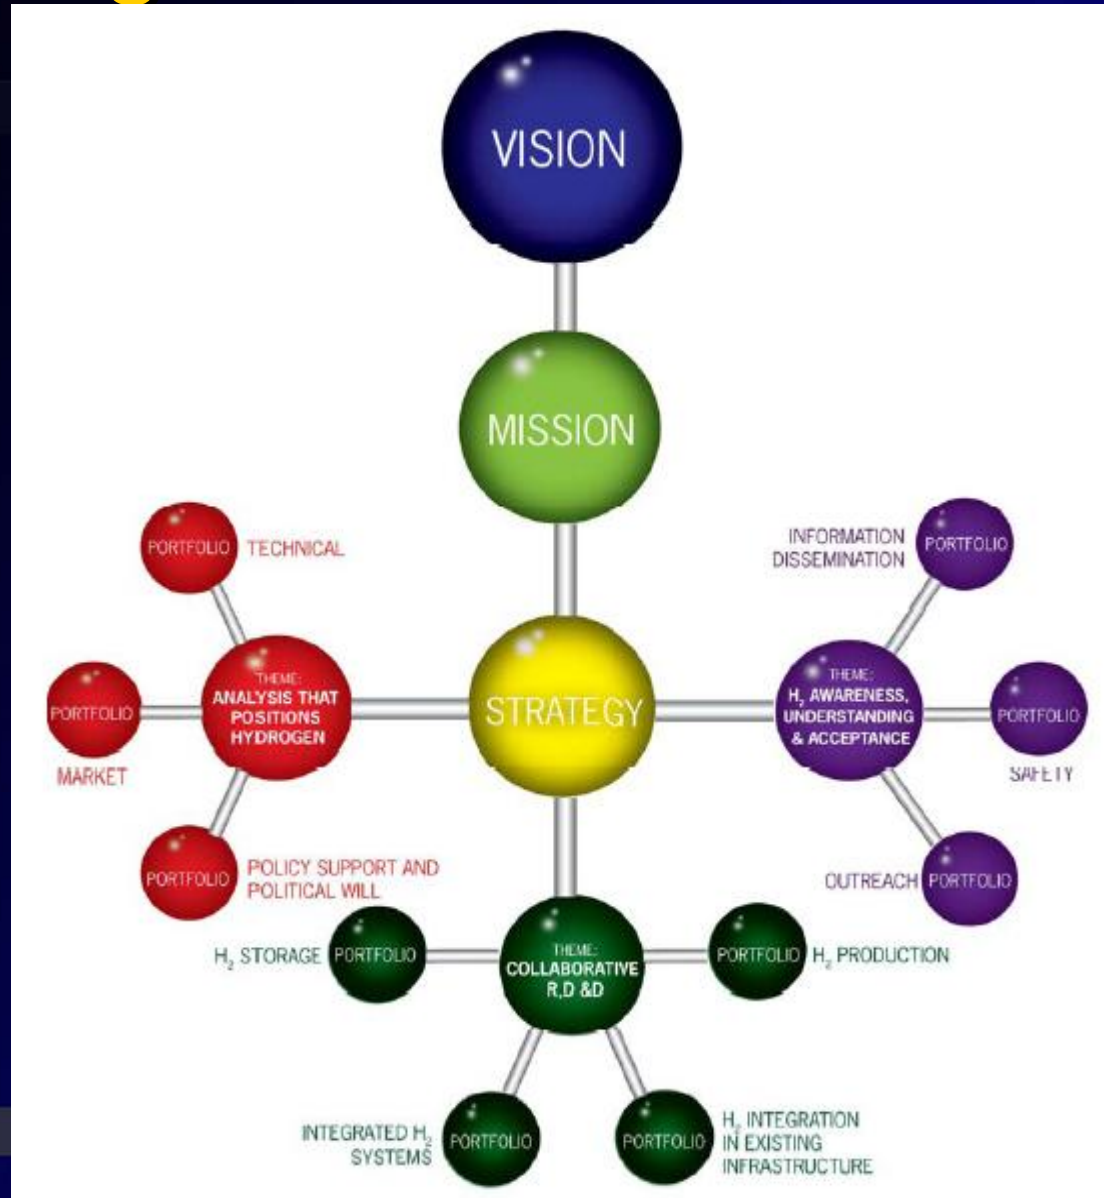 VISION
MISSION
PORTFOLIO
TECHNICAL
INFORMATION
DISSEMINATION
PORTFOLIO
THEME:
ANALYSIS THAT
POSITIONS
HYDROGEN
PORTFOLIO
MARKET
STRATEGY
THEME:
H₂ AWARENESS,
UNDERSTANDING
& ACCEPTANCE
PORTFOLIO
SAFETY
PORTFOLIO
POLICY SUPPORT AND
POLITICAL WILL
OUTREACH
PORTFOLIO
H₂ STORAGE
PORTFOLIO
THEME:
COLLABORATIVE
R,D &D
PORTFOLIO
H₂ PRODUCTION
INTEGRATED H₂
SYSTEMS
PORTFOLIO
PORTFOLIO
H₂ INTEGRATION
IN EXISTING
INFRASTRUCTURE